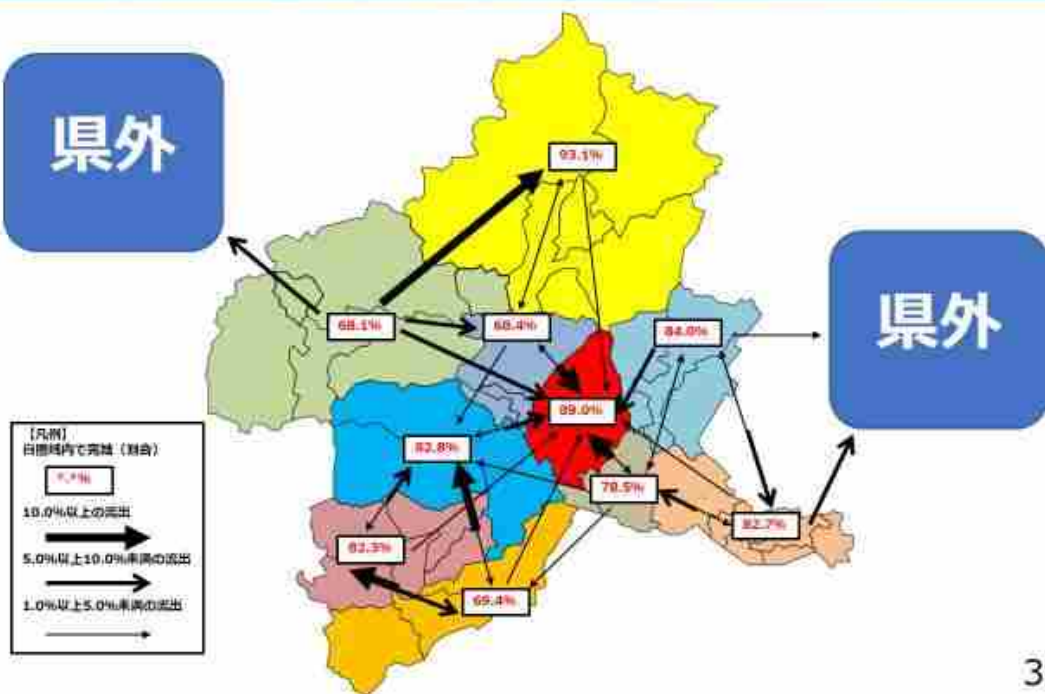 県外
93.1%
県外
68.1%
68.4%
84.0%
89.0%
82.8%
78.5%
82.7%
82.3%
69.4%
【凡例】
自圏域内で完結（割合）
*.*%
10.0%以上の流出
5.0%以上10.0%未満の流出
1.0%以上5.0%未満の流出
3